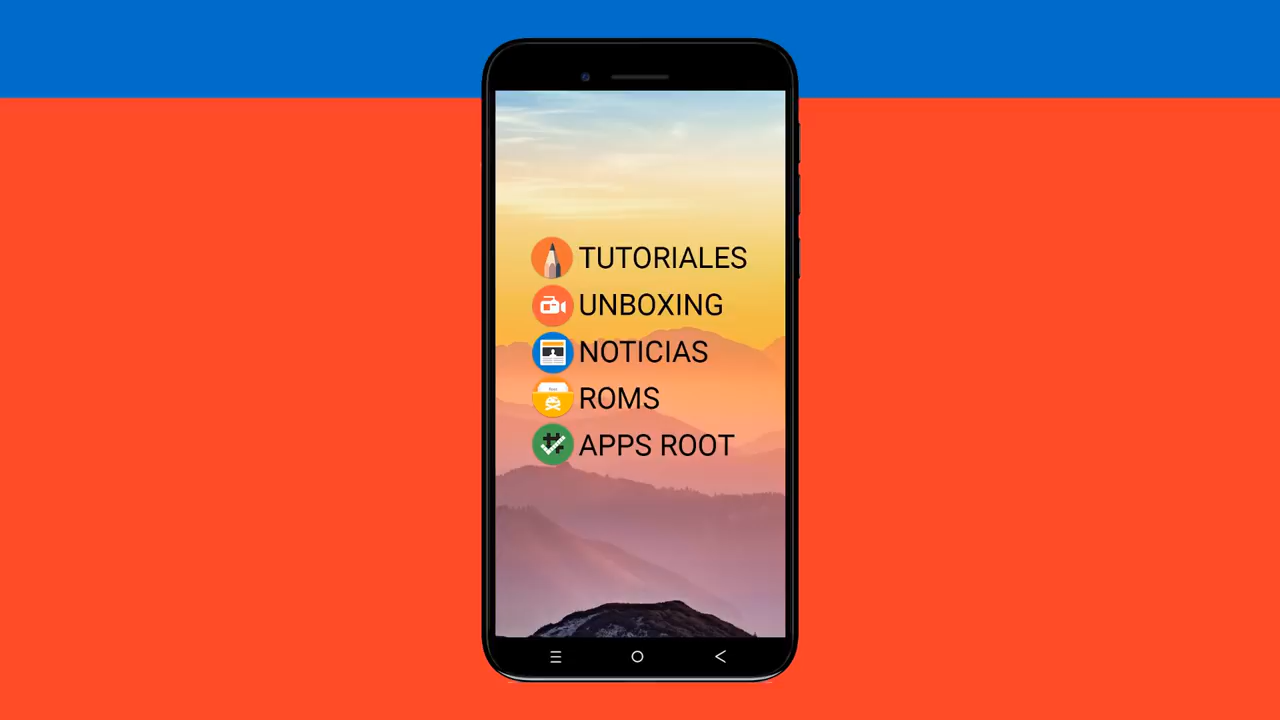 TUTORIALES
UNBOXING
NOTICIAS
ROMS
APPS ROOT